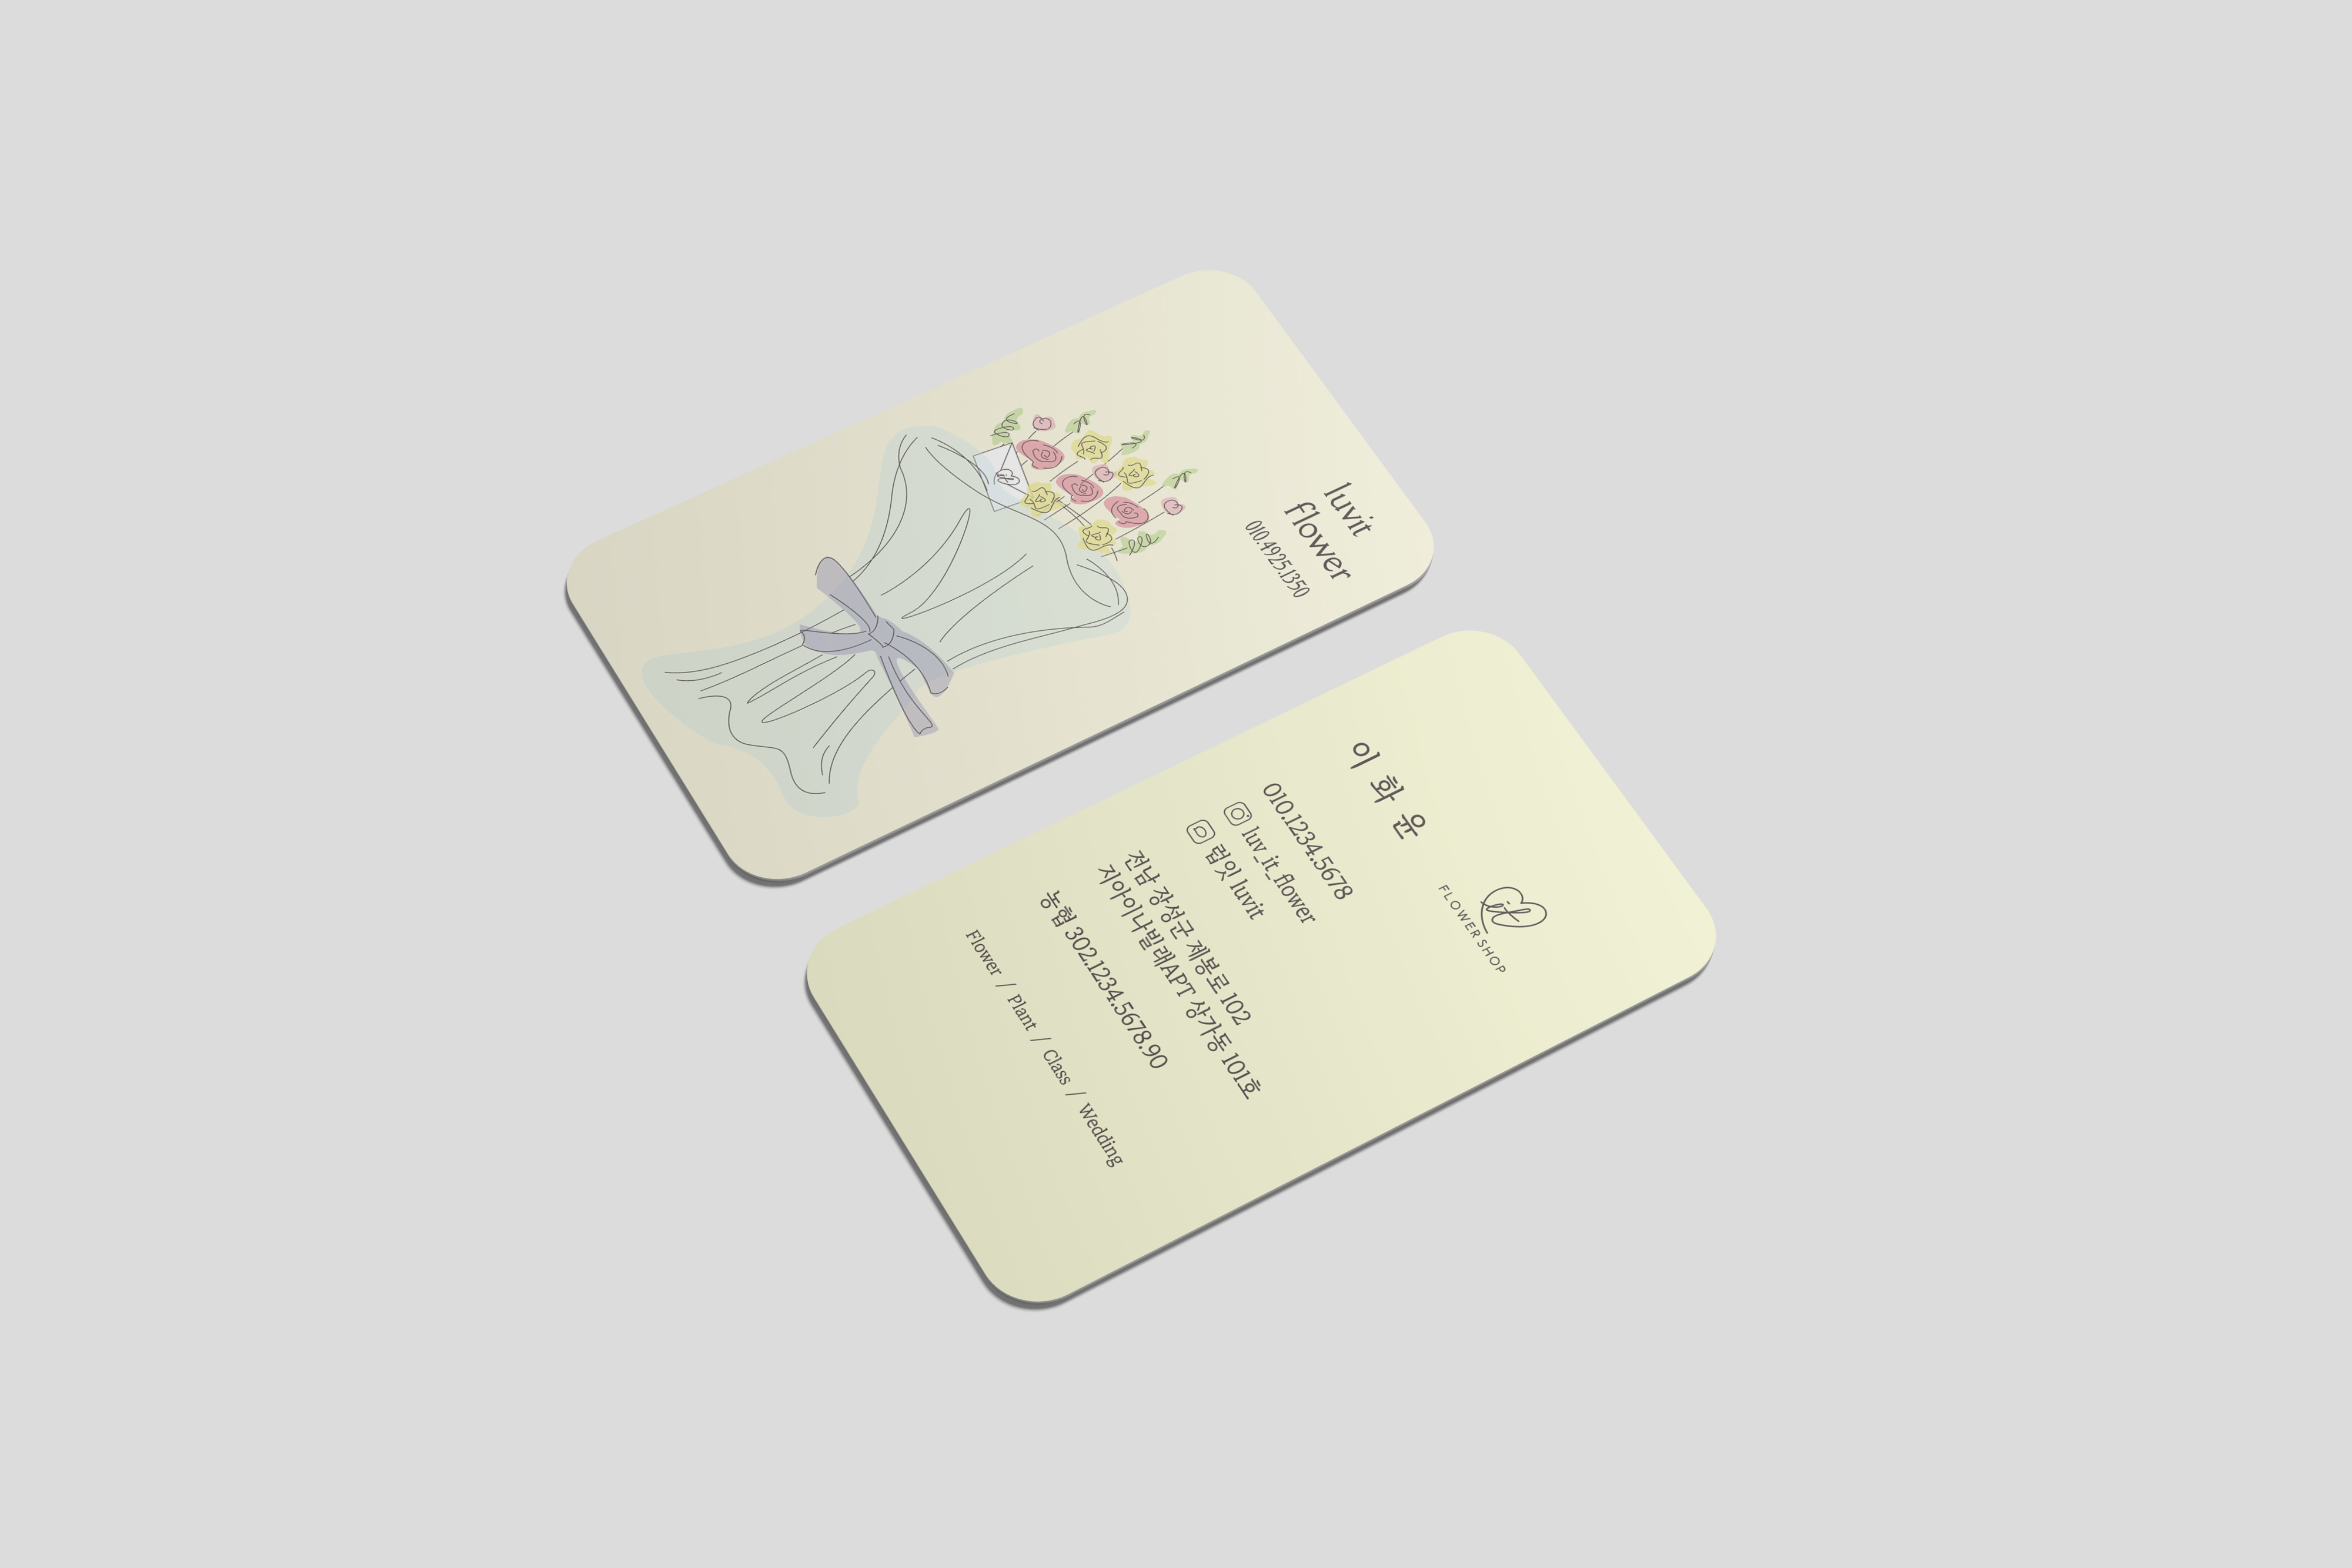 luvit
flower
010.4925.1350
it
FLOWER SHOP
이 화 윤
010.1234.5678
luv_it_flower
럽잇 luvit
전남 장성군 제봉로 102
지아이나빌래APT 상가동 101호
농협 302.1234.5678.90
Flower / Plant / Class / Wedding